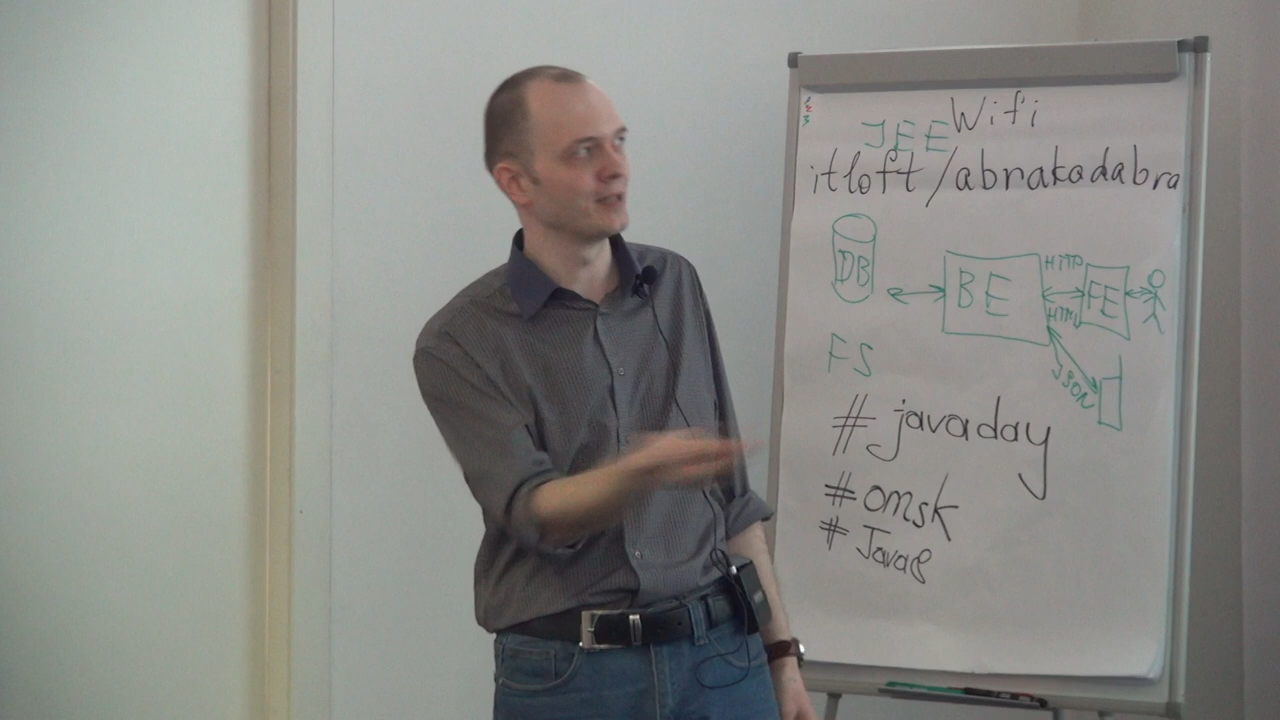 Wifi
JEE
itloft/abrakadabra
DB
BE
HTTP
FE
HTML
FS
JSON
#javaday
#omsk
#Java8